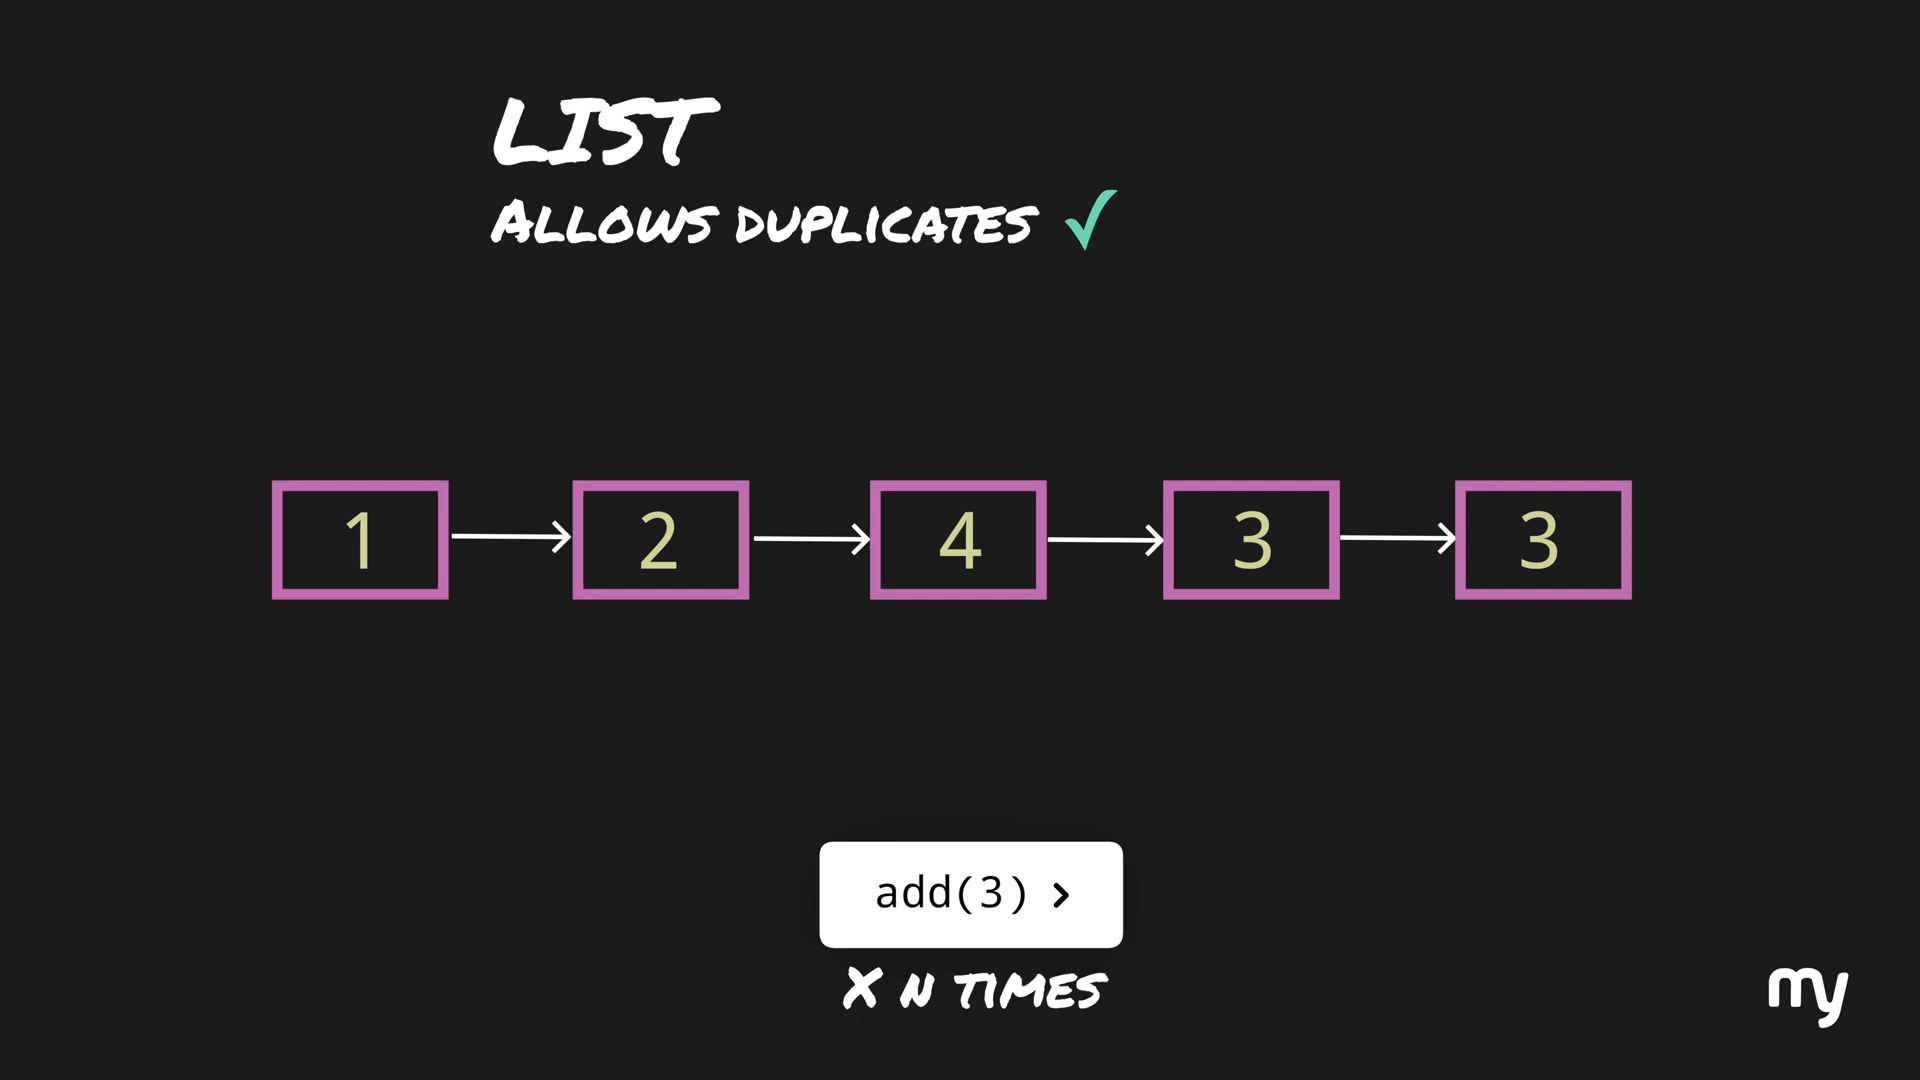 LIST
ALLOWS DUPLICATES ✓
1 → 2 → 4 → 3 → 3
add(3) >
X N TIMES
my